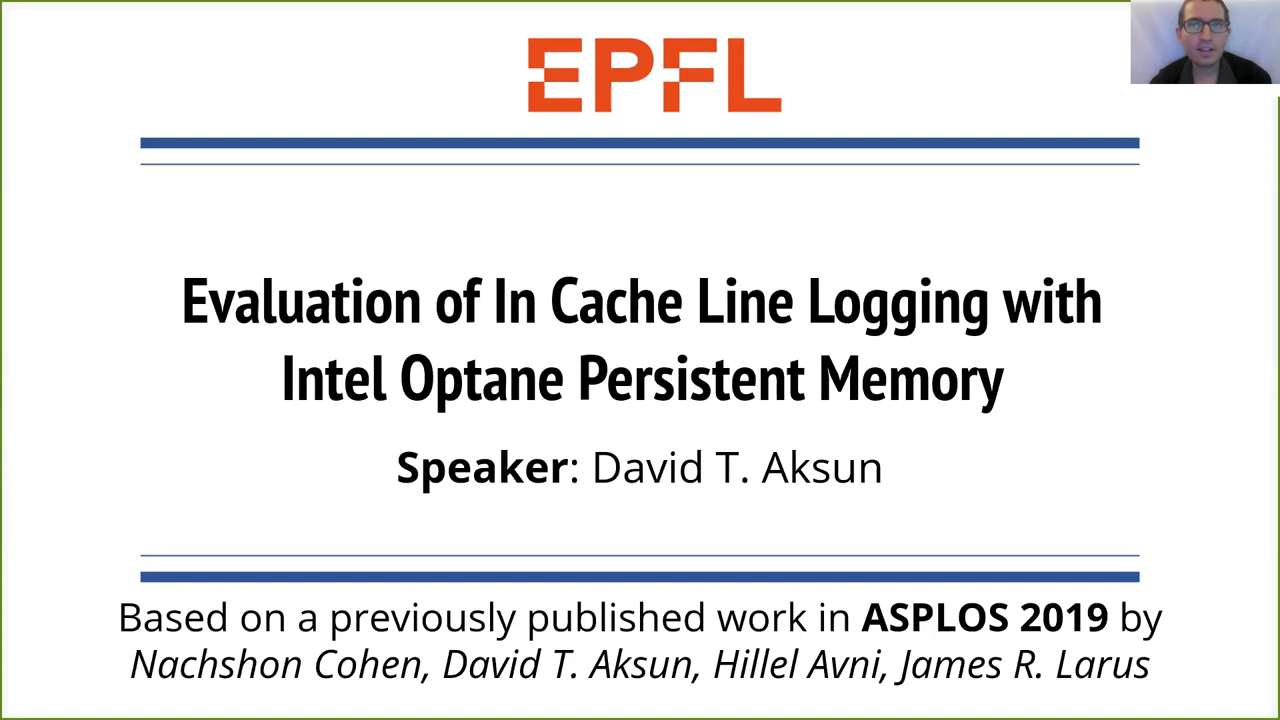 EPFL
Evaluation of In Cache Line Logging with
Intel Optane Persistent Memory
Speaker: David T. Aksun
Based on a previously published work in ASPLOS 2019 by
Nachshon Cohen, David T. Aksun, Hillel Avni, James R. Larus